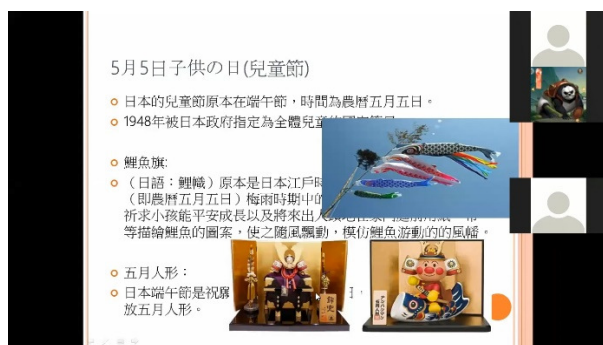 5月5日子供の日(兒童節)
日本的兒童節原本在端午節，時間為農曆五月五日。
1948年被日本政府指定為全體兒童
鯉魚旗:
（日語：鯉幟）原本是日本江戶時
（即農曆五月五日）梅雨時期中的
祈求小孩能平安成長以及將來出人
等描繪鯉魚的圖案，使之隨風飄動，模仿鯉魚游動的的風幡。
五月人形：
日本端午節是祝
放五月人形。